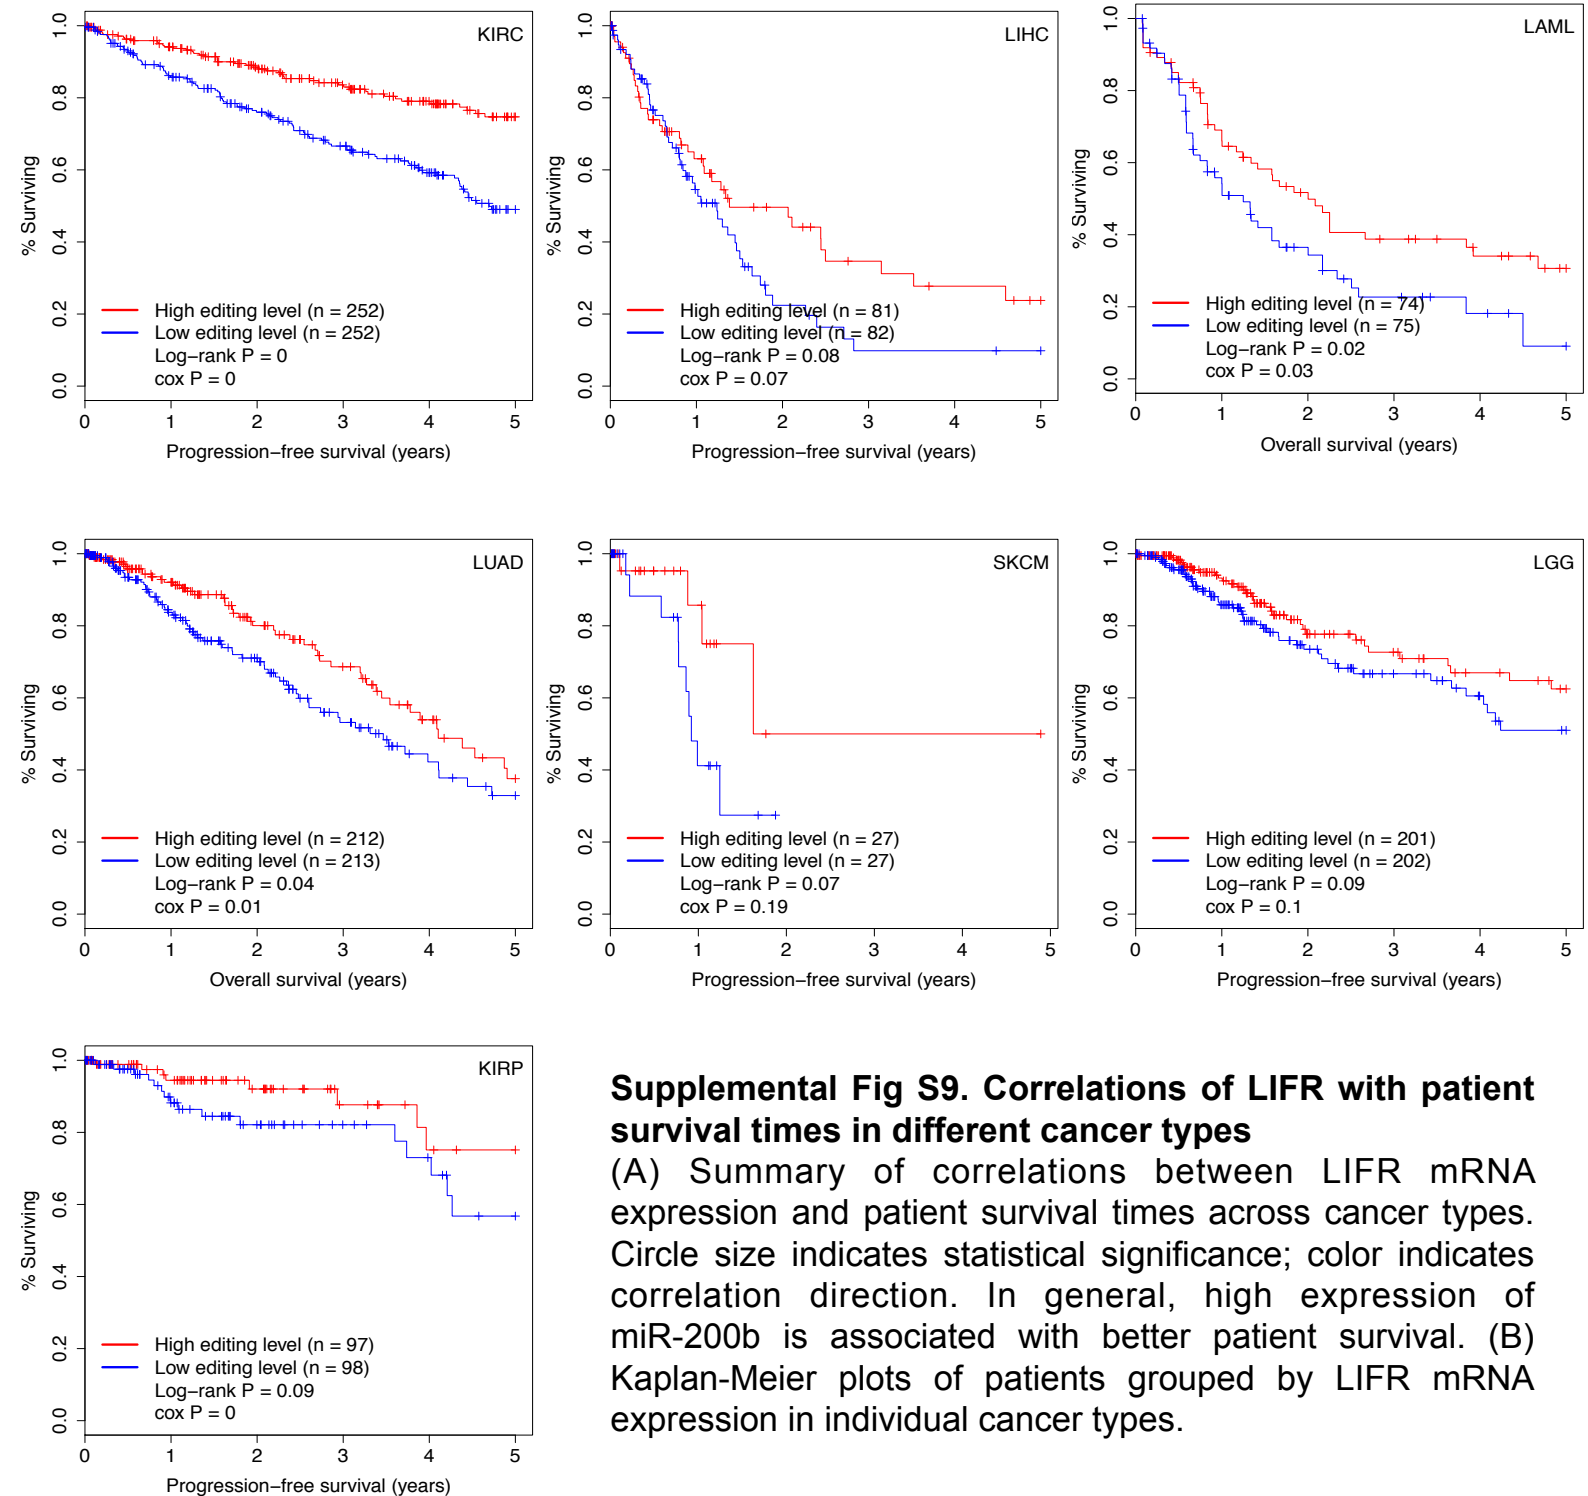 KIRC
% Surviving
1.0
0.8
0.6
0.4
0.2
0.0
High editing level (n = 252)
Low editing level (n = 252)
Log−rank P = 0
cox P = 0
0 1 2 3 4 5
Progression−free survival (years)
LIHC
% Surviving
1.0
0.8
0.6
0.4
0.2
0.0
High editing level (n = 81)
Low editing level (n = 82)
Log−rank P = 0.08
cox P = 0.07
0 1 2 3 4 5
Progression−free survival (years)
LAML
% Surviving
1.0
0.8
0.6
0.4
0.2
0.0
High editing level (n = 74)
Low editing level (n = 75)
Log−rank P = 0.02
cox P = 0.03
0 1 2 3 4 5
Overall survival (years)
LUAD
% Surviving
1.0
0.8
0.6
0.4
0.2
0.0
High editing level (n = 212)
Low editing level (n = 213)
Log−rank P = 0.04
cox P = 0.01
0 1 2 3 4 5
Overall survival (years)
SKCM
% Surviving
1.0
0.8
0.6
0.4
0.2
0.0
High editing level (n = 27)
Low editing level (n = 27)
Log−rank P = 0.07
cox P = 0.19
0 1 2 3 4 5
Progression−free survival (years)
LGG
% Surviving
1.0
0.8
0.6
0.4
0.2
0.0
High editing level (n = 201)
Low editing level (n = 202)
Log−rank P = 0.09
cox P = 0.1
0 1 2 3 4 5
Progression−free survival (years)
KIRP
% Surviving
1.0
0.8
0.6
0.4
0.2
0.0
High editing level (n = 97)
Low editing level (n = 98)
Log−rank P = 0.09
cox P = 0
0 1 2 3 4 5
Progression−free survival (years)
Supplemental Fig S9. Correlations of LIFR with patient
survival times in different cancer types
(A) Summary of correlations between LIFR mRNA
expression and patient survival times across cancer types.
Circle size indicates statistical significance; color indicates
correlation direction. In general, high expression of
miR-200b is associated with better patient survival. (B)
Kaplan-Meier plots of patients grouped by LIFR mRNA
expression in individual cancer types.